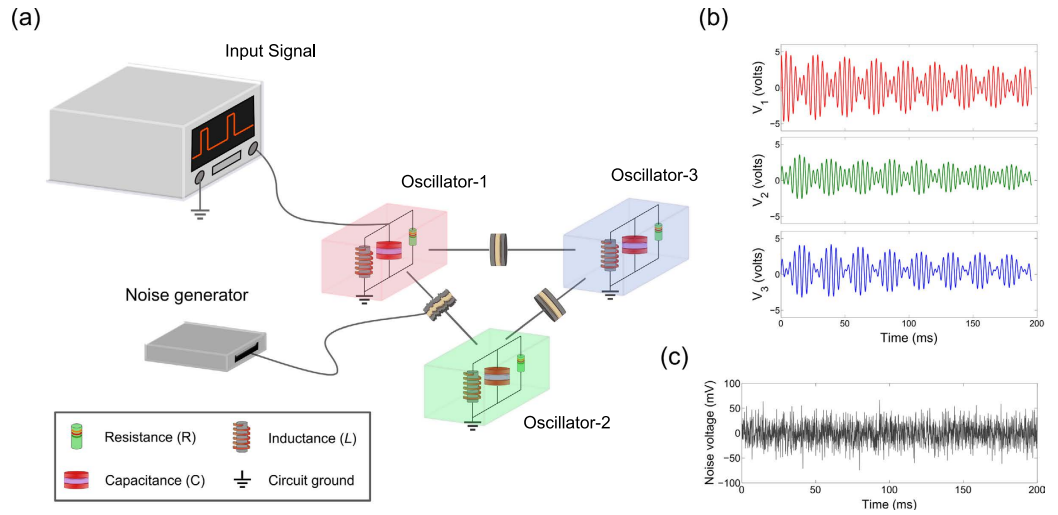 (a)
Input Signal
Oscillator-1
Oscillator-3
Noise generator
Oscillator-2
Resistance (R)
Inductance (L)
Capacitance (C)
Circuit ground
(b)
5
0
−5
V1 (volts)
5
0
−5
V2 (volts)
5
0
−5
V3 (volts)
0 50 100 150 200
Time (ms)
(c)
100
50
0
−50
−100
Noise voltage (mV)
0 50 100 150 200
Time (ms)